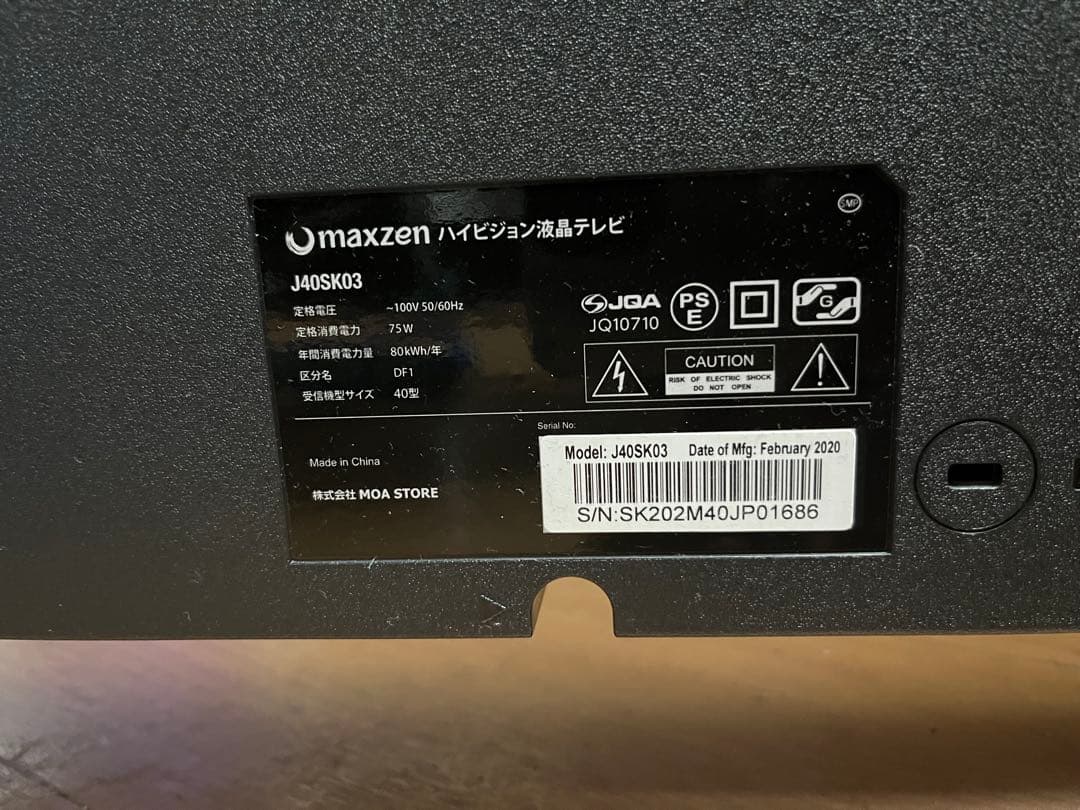 SMP
maxzen ハイビジョン液晶テレビ
J40SK03
定格電圧 ~100V 50/60Hz
定格消費電力 75W
年間消費電力量 80kWh/年
区分名 DF1
受信機型サイズ 40型
JQA
JQ10710
PS
E
G
CAUTION
RISK OF ELECTRIC SHOCK
DO NOT OPEN
Made in China
株式会社 MOA STORE
Serial No:
Model: J40SK03 Date of Mfg: February 2020
S/N:SK202M40JP01686